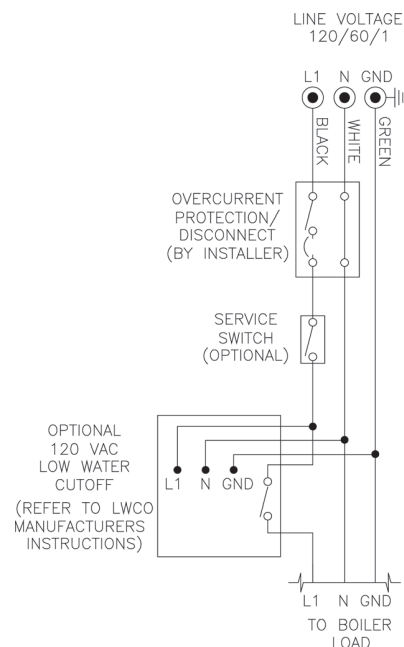 LINE VOLTAGE
120/60/1
L1 N GND
BLACK
WHITE
GREEN
OVERCURRENT
PROTECTION/
DISCONNECT
(BY INSTALLER)
SERVICE
SWITCH
(OPTIONAL)
OPTIONAL
120 VAC
LOW WATER
CUTOFF
(REFER TO LWCO
MANUFACTURERS
INSTRUCTIONS)
L1 N GND
L1 N GND
TO BOILER
LOAD